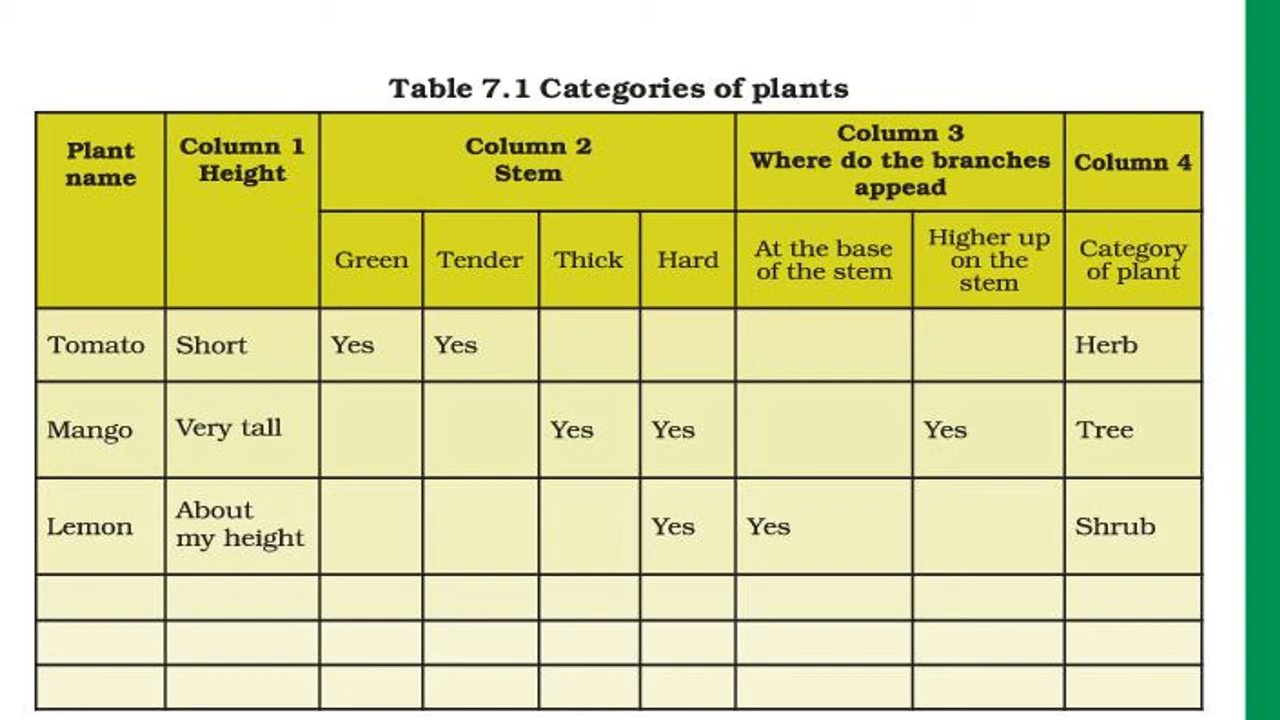 Table 7.1 Categories of plants
Plant name
Column 1 Height
Column 2 Stem
Column 3 Where do the branches appead
Column 4
Green Tender Thick Hard At the base of the stem Higher up on the stem Category of plant
Tomato Short Yes Yes Herb
Mango Very tall Yes Yes Yes Tree
Lemon About my height Yes Yes Shrub